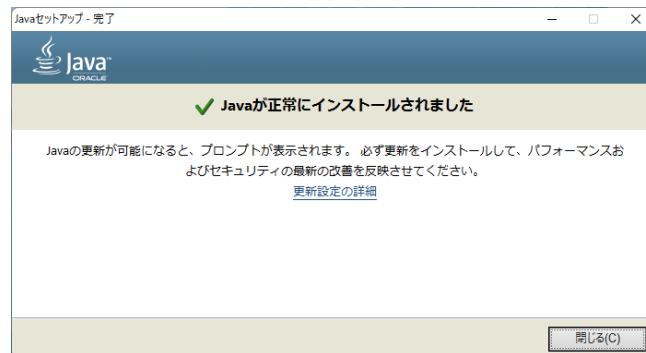 Javaセットアップ - 完了
Java
ORACLE
Javaが正常にインストールされました
Javaの更新が可能になると、プロンプトが表示されます。 必ず更新をインストールして、パフォーマンスお
よびセキュリティの最新の改善を反映させてください。
更新設定の詳細
閉じる(C)